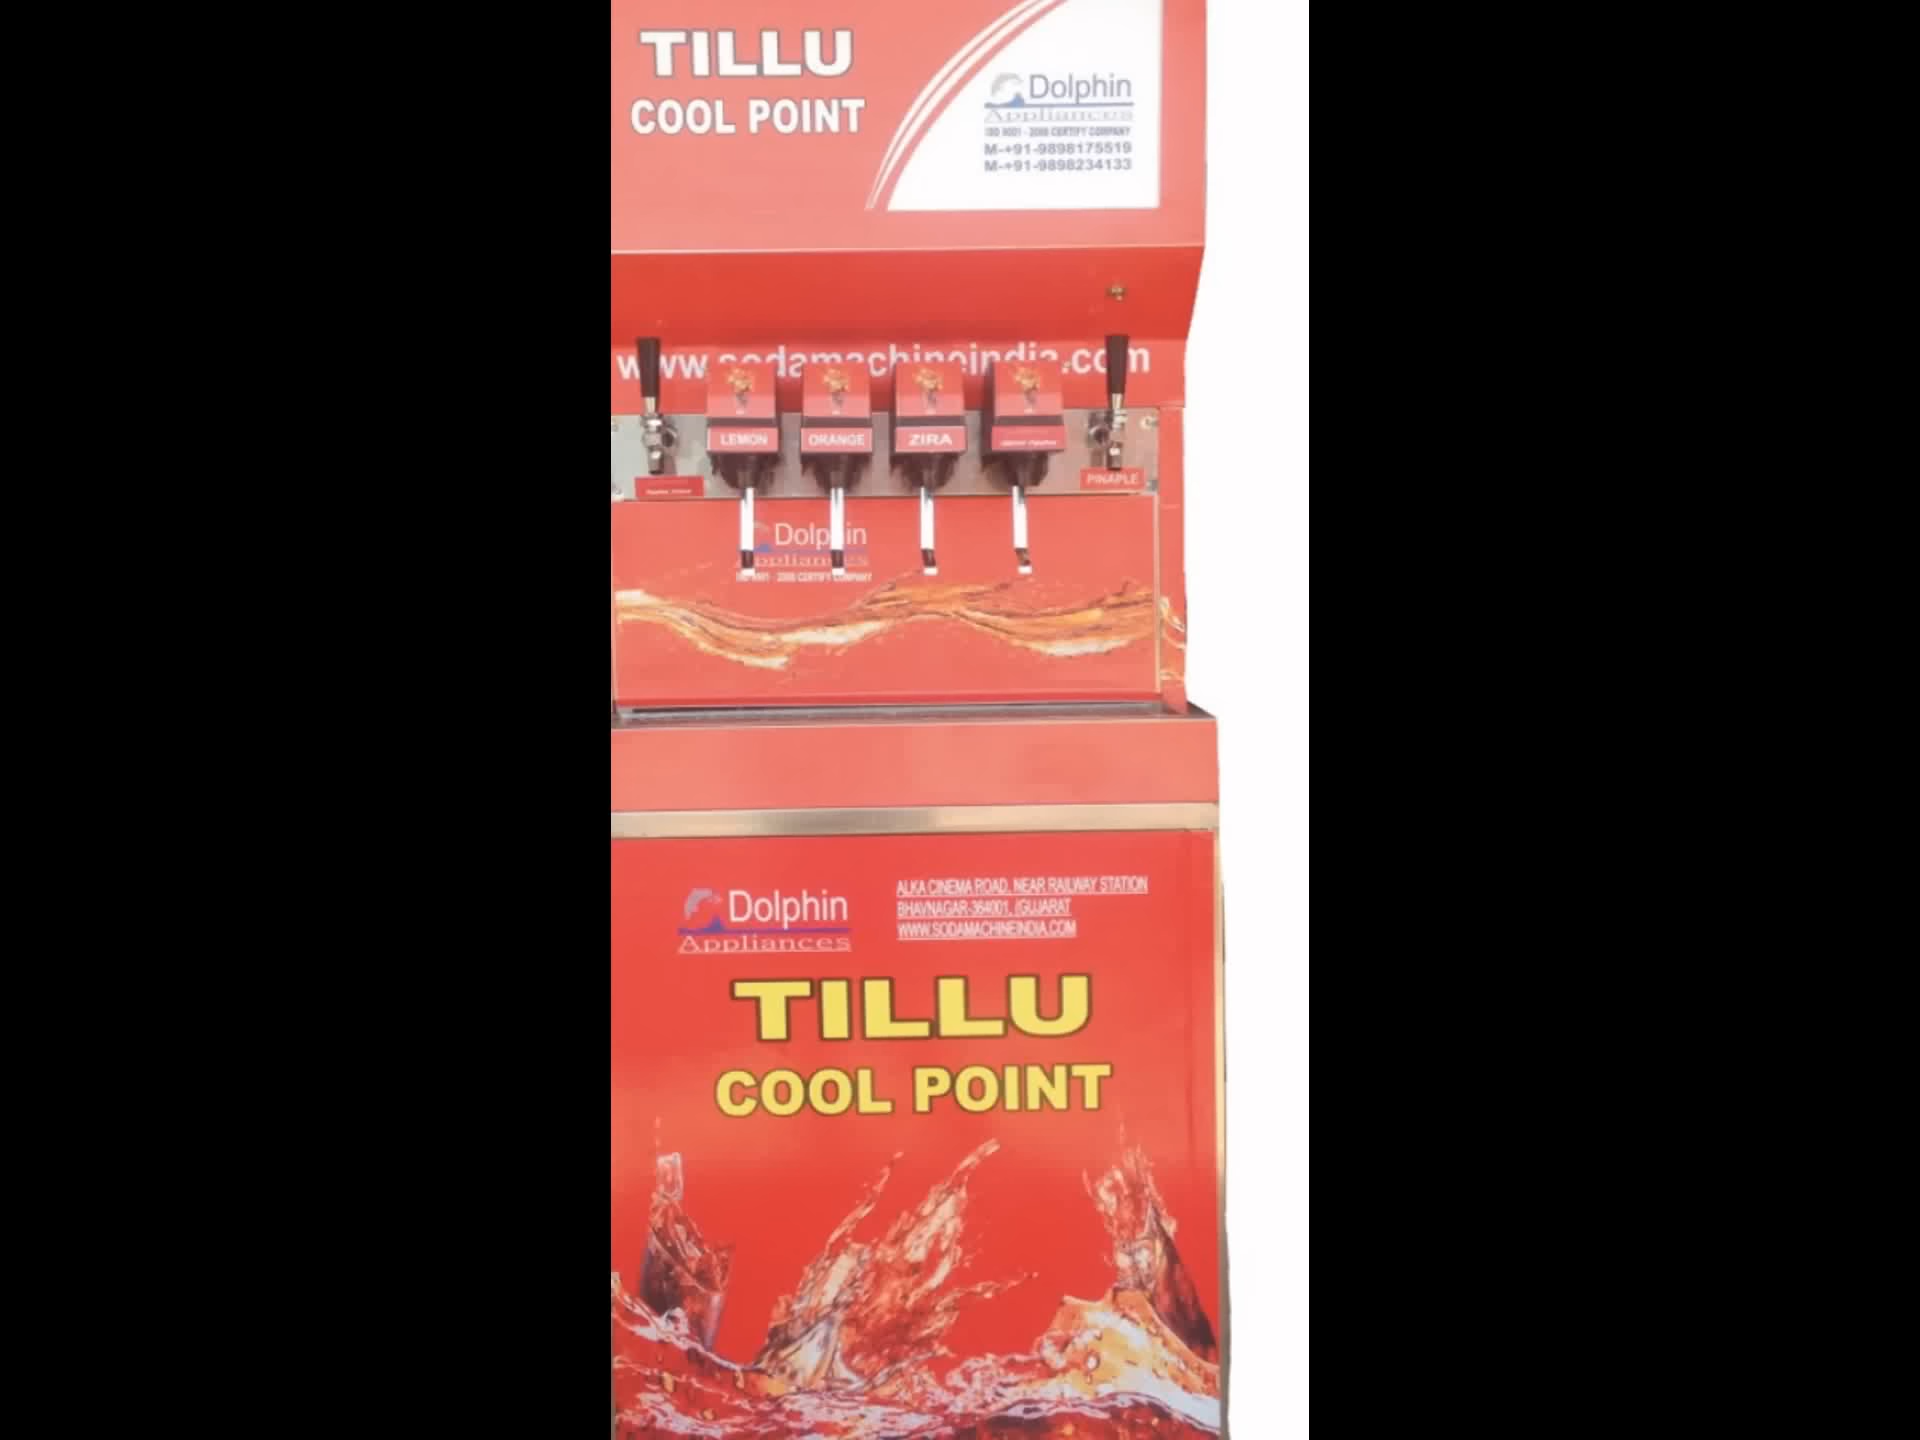 TILLU
COOL POINT
Dolphin
Appliances
ISO 9001 - 2008 CERTIFY COMPANY
M-+91-9898175519
M-+91-9898234133
www.sodamachineindia.com
LEMON
ORANGE
ZIRA
PINAPLE
Dolphin
Appliances
ISO 9001 - 2008 CERTIFY COMPANY
Dolphin
Appliances
ALKA CINEMA ROAD, NEAR RAILWAY STATION
BHAVNAGAR-364001, (GUJARAT
WWW.SODAMACHINEINDIA.COM
TILLU
COOL POINT